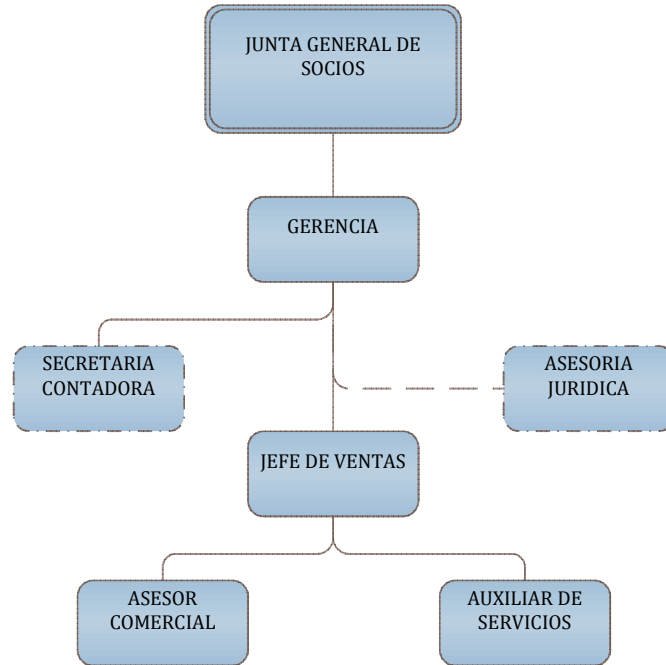 JUNTA GENERAL DE
SOCIOS
GERENCIA
SECRETARIA
CONTADORA
ASESORIA
JURIDICA
JEFE DE VENTAS
ASESOR
COMERCIAL
AUXILIAR DE
SERVICIOS